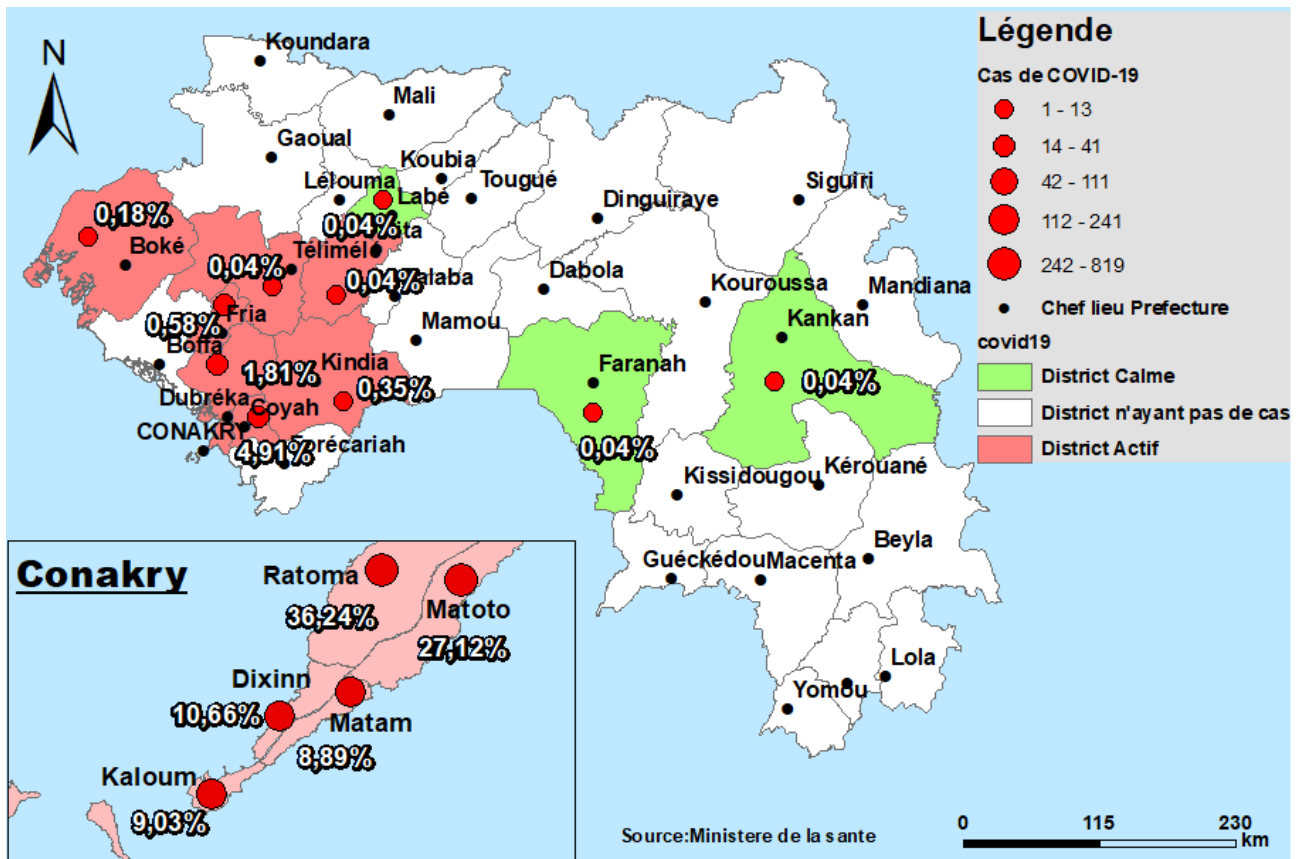 N
Koundara
Mali
Gaoual
Koubia
Lélouma
Labé
Tougué
Siguiri
Dinguiraye
0,18%
Boké
0,04%
ita
Télimélé
0,04%
0,04%
alaba
Dabola
Kouroussa
Mandiana
Fria
0,58%
Boffa
Mamou
Kankan
1,81%
Kindia
0,35%
Faranah
0,04%
Dubréka
Coyah
CONAKRY
4,91%
orécariah
0,04%
Kissidougou
Kérouané
Beyla
Guéckédou
Macenta
Lola
Yomou
Légende
Cas de COVID-19
1 - 13
14 - 41
42 - 111
112 - 241
242 - 819
Chef lieu Prefecture
covid19
District Calme
District n'ayant pas de cas
District Actif
Conakry
Ratoma
36,24%
Matoto
27,12%
Dixinn
10,66%
Matam
8,89%
Kaloum
9,03%
Source:Ministere de la sante
0 115 230
km